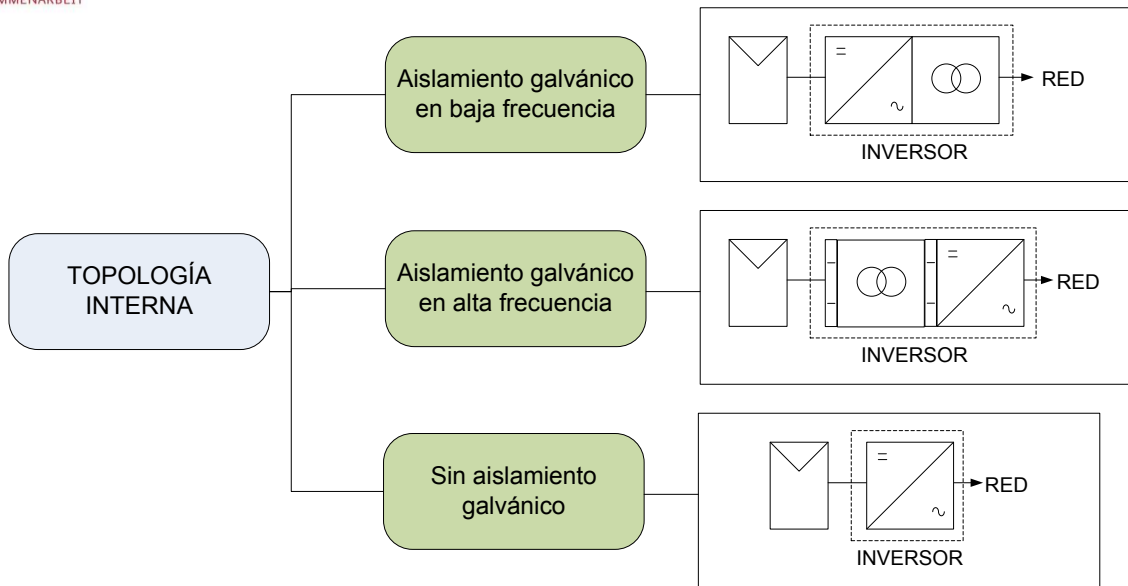 TOPOLOGÍA
INTERNA
Aislamiento galvánico
en baja frecuencia
RED
INVERSOR
Aislamiento galvánico
en alta frecuencia
RED
INVERSOR
Sin aislamiento
galvánico
RED
INVERSOR